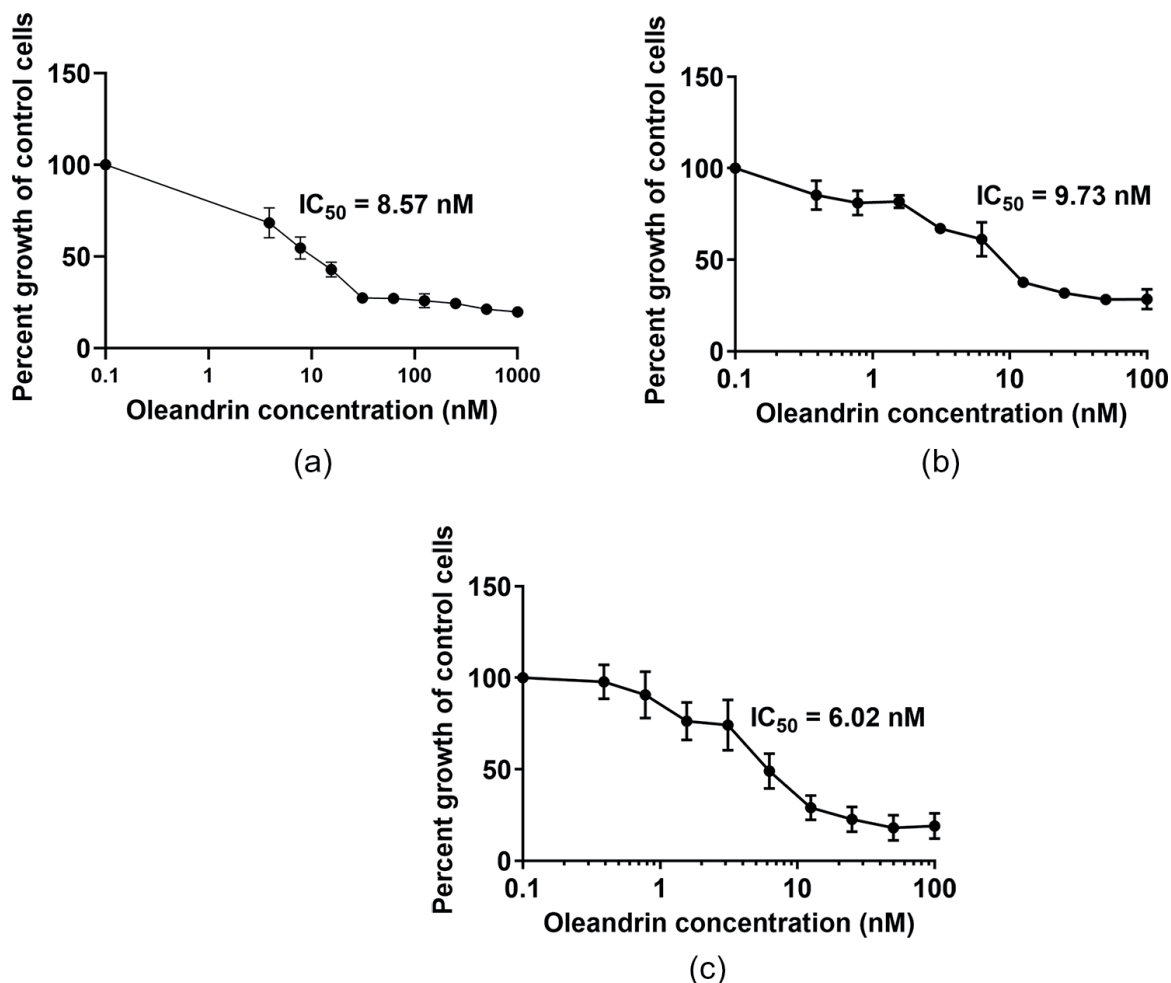 Percent growth of control cells
150
100
50
0
IC50 = 8.57 nM
0.1 1 10 100 1000
Oleandrin concentration (nM)
(a)
Percent growth of control cells
150
100
50
0
IC50 = 9.73 nM
0.1 1 10 100
Oleandrin concentration (nM)
(b)
Percent growth of control cells
150
100
50
0
IC50 = 6.02 nM
0.1 1 10 100
Oleandrin concentration (nM)
(c)